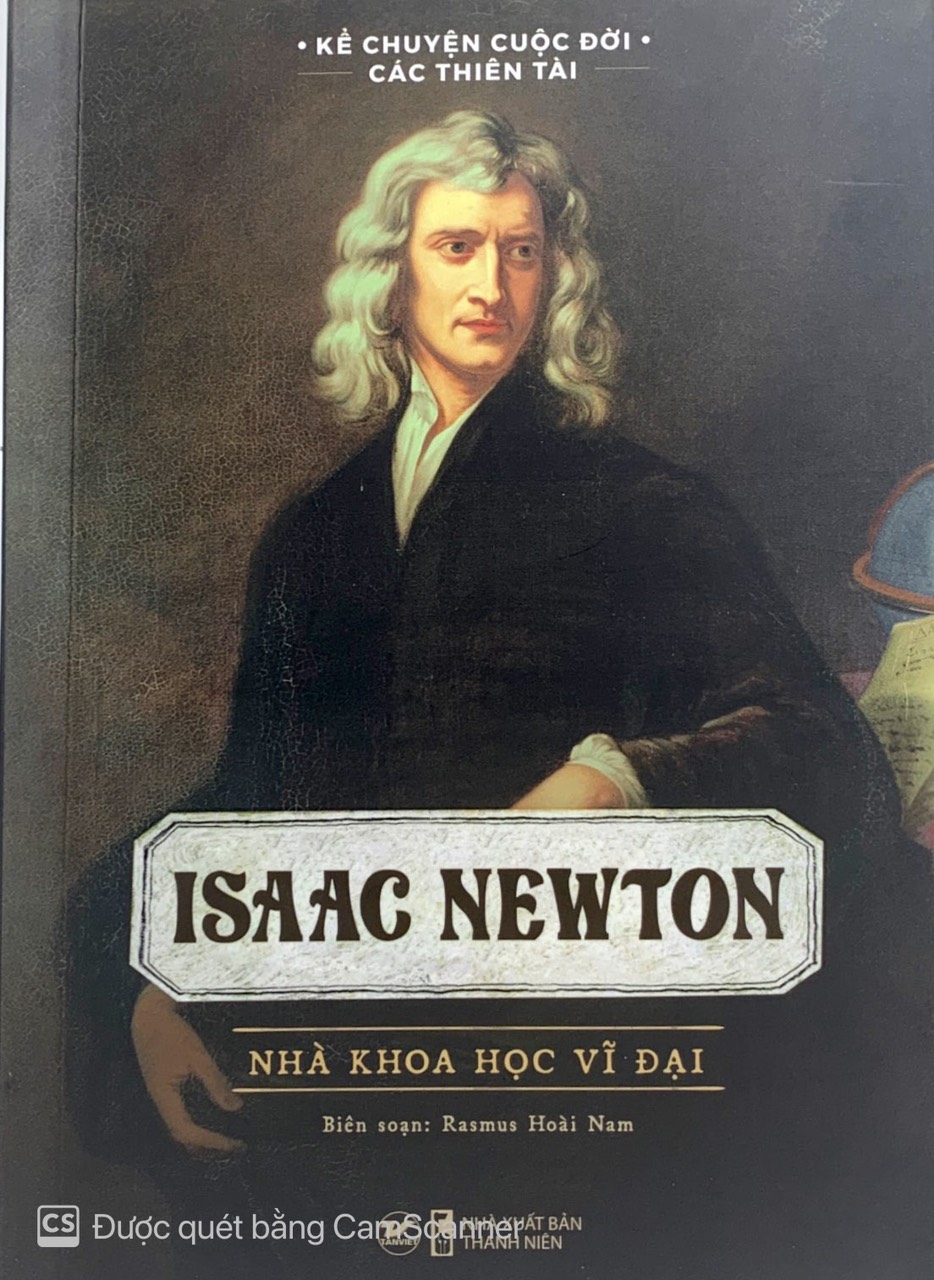 • KỂ CHUYỆN CUỘC ĐỜI •
CÁC THIÊN TÀI
ISAAC NEWTON
NHÀ KHOA HỌC VĨ ĐẠI
Biên soạn: Rasmus Hoài Nam
TANVIET
NHÀ XUẤT BẢN
THANH NIÊN
CS Được quét bằng CamScanner